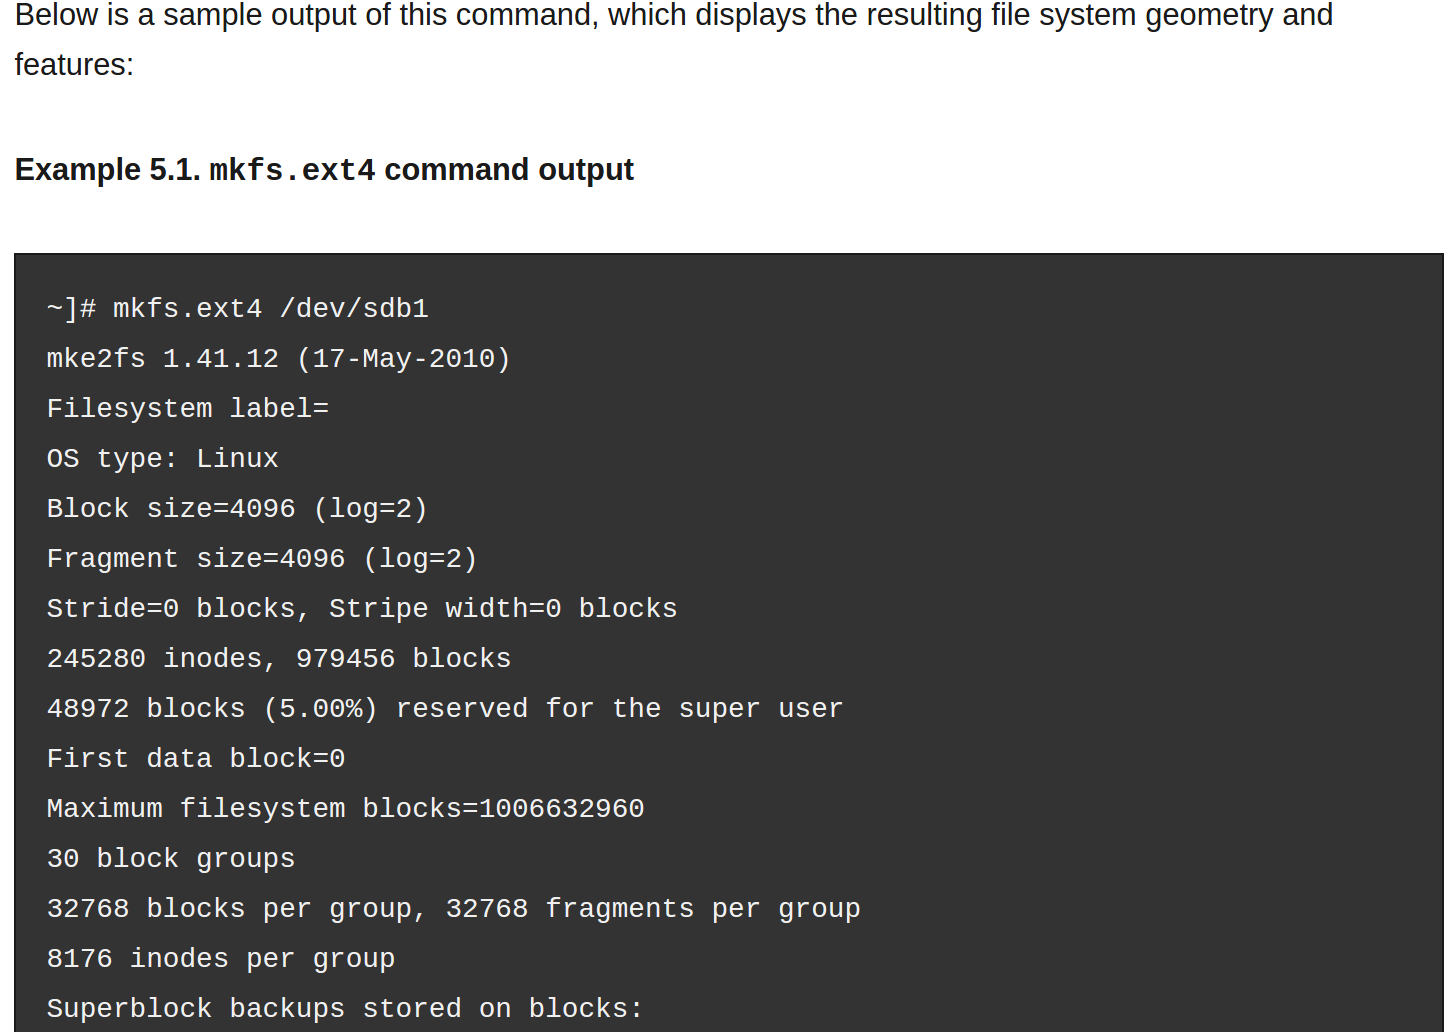 Below is a sample output of this command, which displays the resulting file system geometry and
features:
Example 5.1. mkfs.ext4 command output
~]# mkfs.ext4 /dev/sdb1
mke2fs 1.41.12 (17-May-2010)
Filesystem label=
OS type: Linux
Block size=4096 (log=2)
Fragment size=4096 (log=2)
Stride=0 blocks, Stripe width=0 blocks
245280 inodes, 979456 blocks
48972 blocks (5.00%) reserved for the super user
First data block=0
Maximum filesystem blocks=1006632960
30 block groups
32768 blocks per group, 32768 fragments per group
8176 inodes per group
Superblock backups stored on blocks: